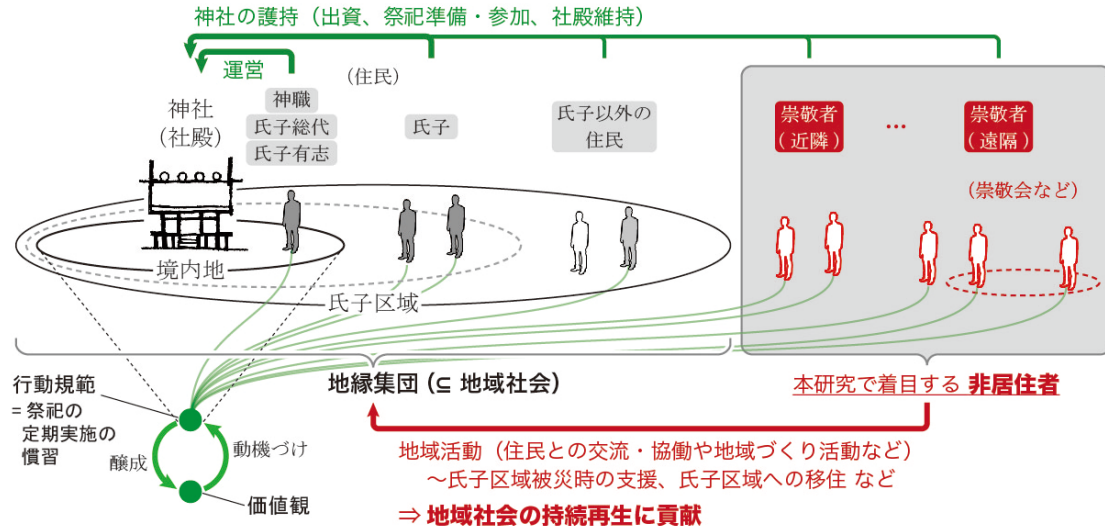 神社の護持（出資、祭祀準備・参加、社殿維持）
運営
（住民）
神社
（社殿）
神職
氏子総代
氏子有志
氏子
氏子以外の
住民
崇敬者
（近隣）
…
崇敬者
（遠隔）
（崇敬会など）
境内地
氏子区域
地縁集団（⊆ 地域社会）
本研究で着目する 非居住者
行動規範
= 祭祀の
定期実施の
慣習
醸成
動機づけ
価値観
地域活動（住民との交流・協働や地域づくり活動など）
〜氏子区域被災時の支援、氏子区域への移住 など
⇒ 地域社会の持続再生に貢献